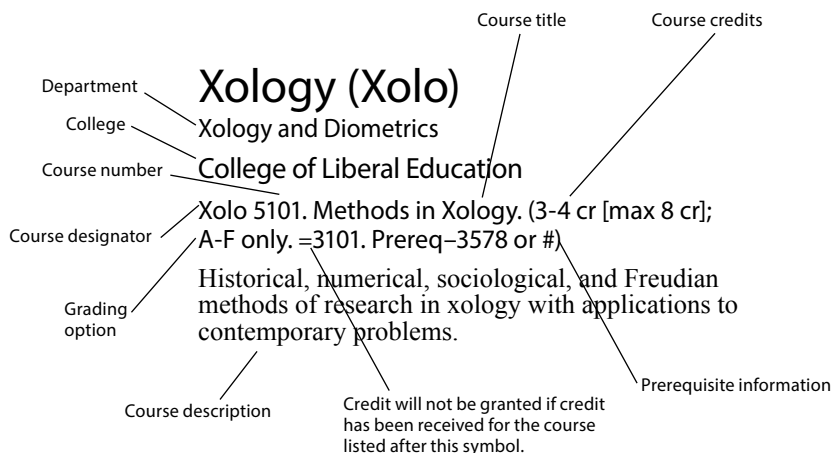 Course title
Course credits
Xology (Xolo)
Department
Xology and Diometrics
College
College of Liberal Education
Course number
Xolo 5101. Methods in Xology. (3-4 cr [max 8 cr];
Course designator
A-F only. =3101. Prereq–3578 or #)
Historical, numerical, sociological, and Freudian
methods of research in xology with applications to
contemporary problems.
Grading
option
Prerequisite information
Course description
Credit will not be granted if credit
has been received for the course
listed after this symbol.